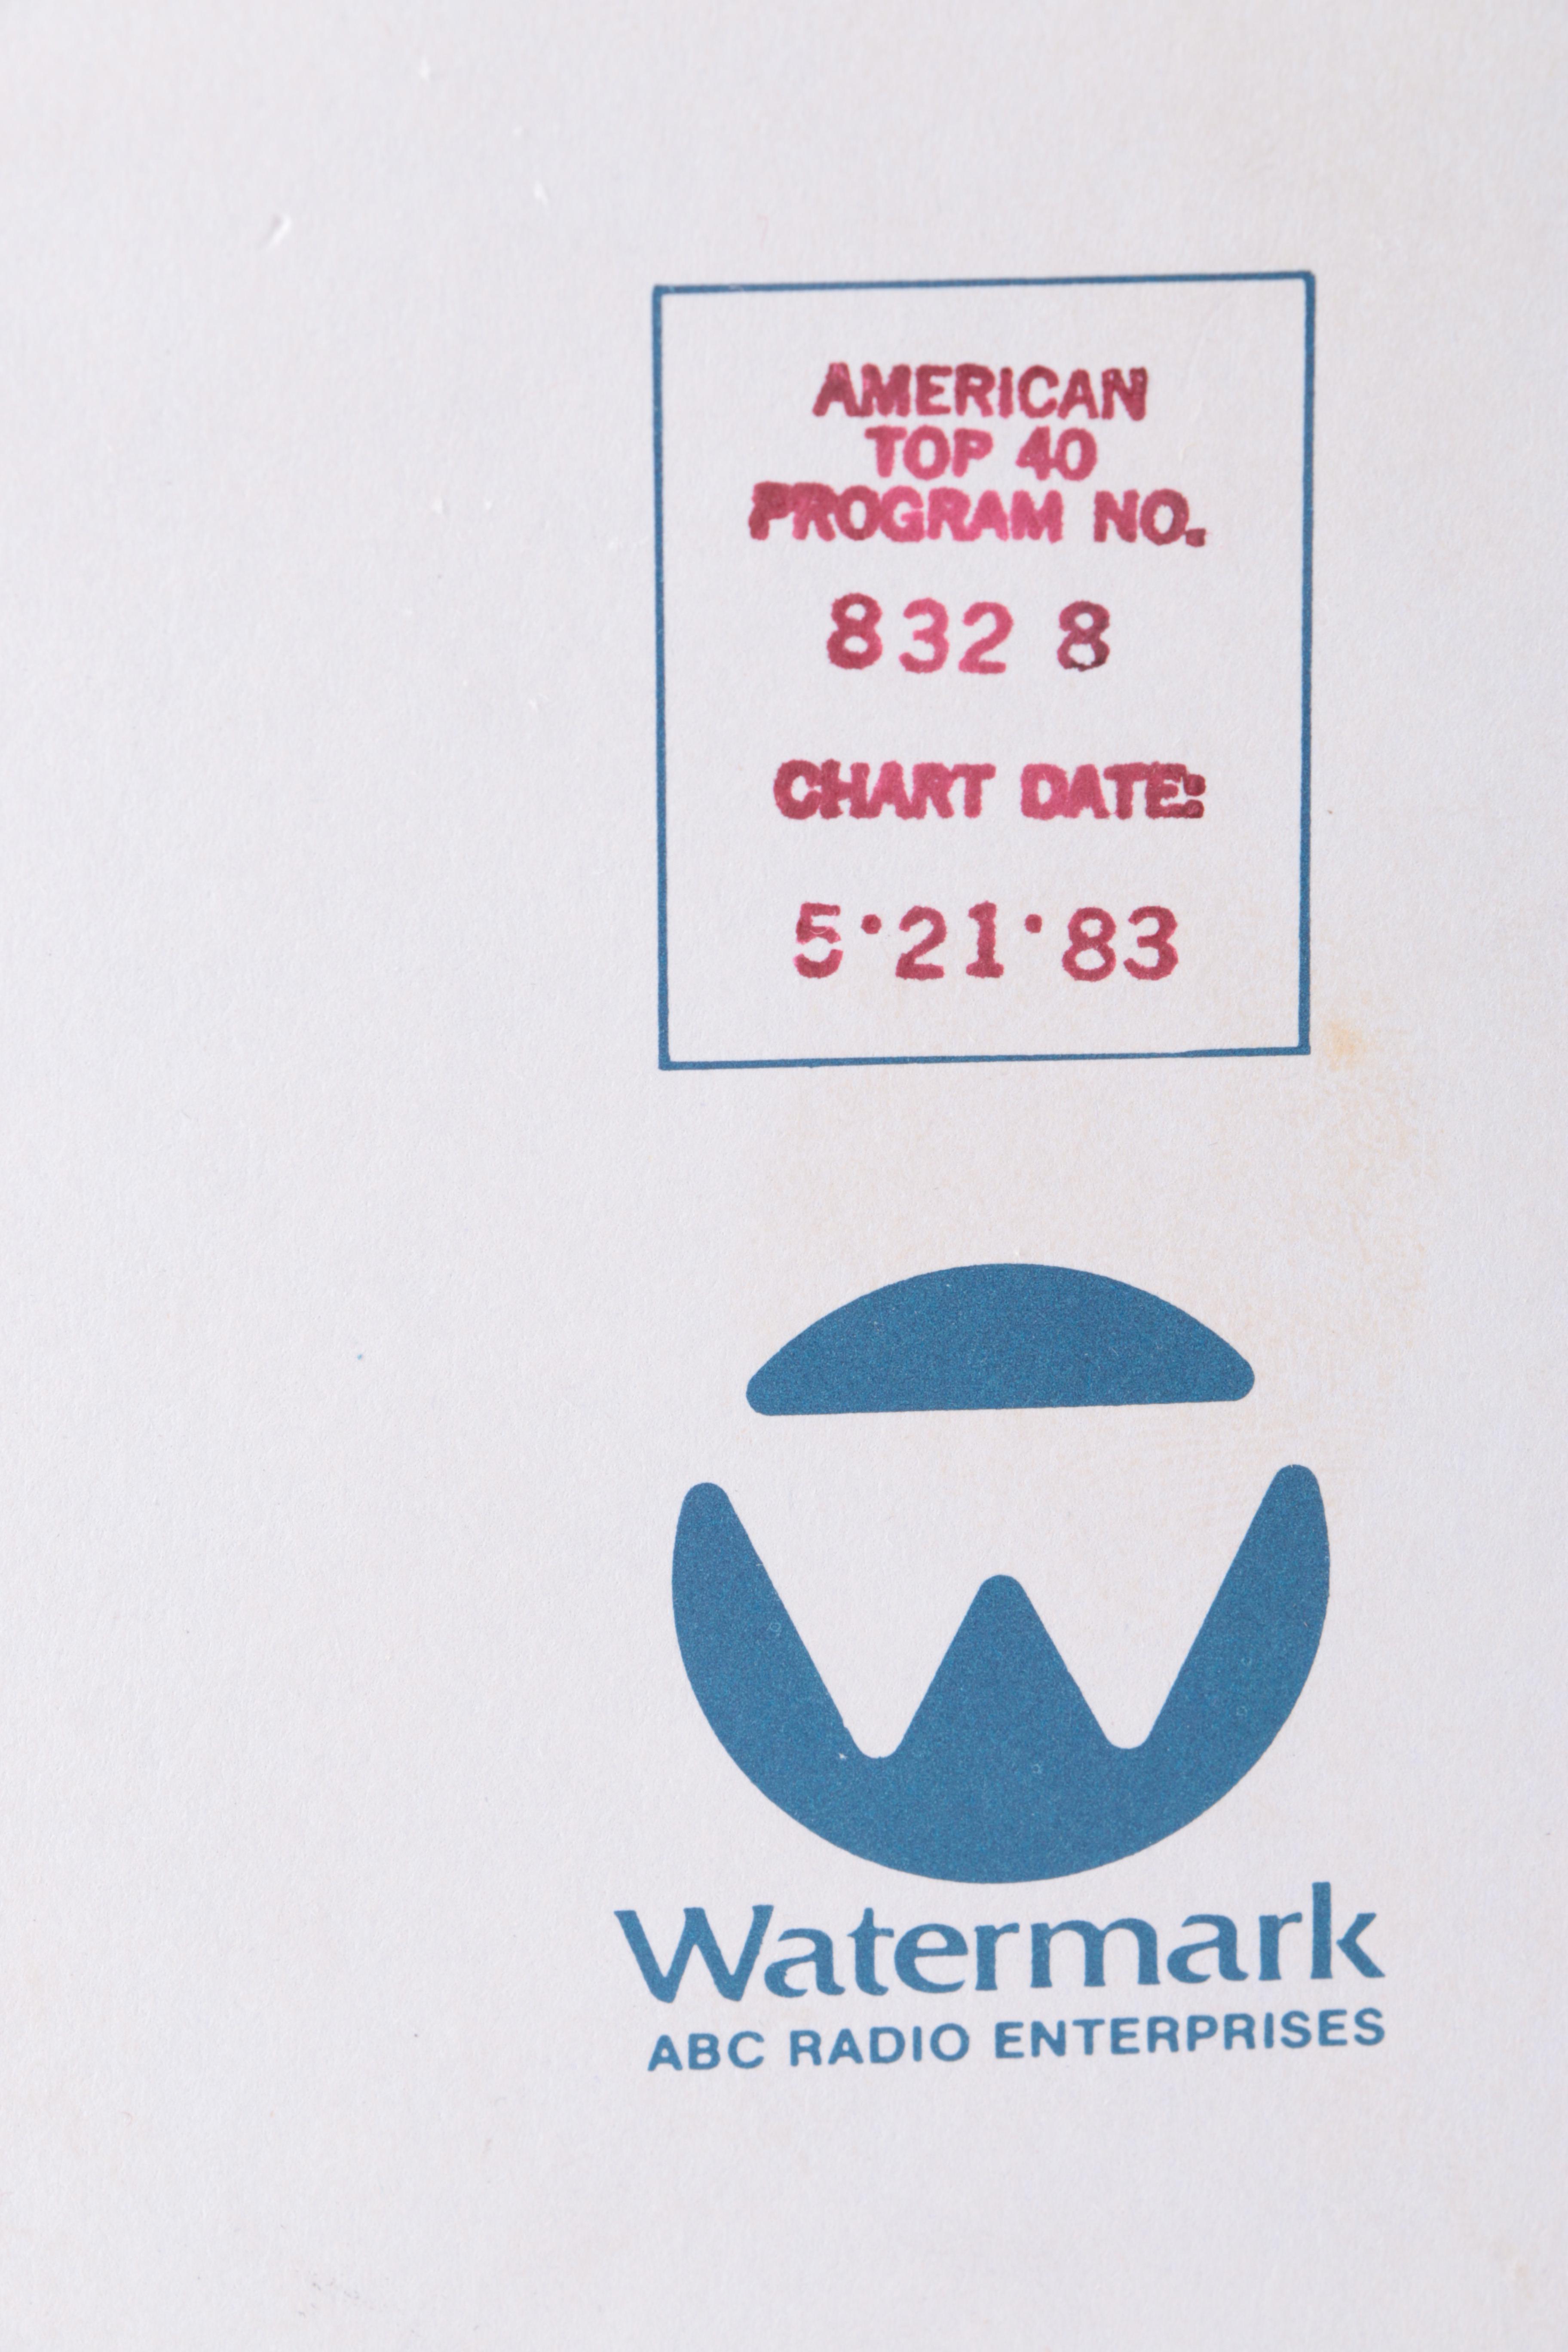 AMERICAN
TOP 40
PROGRAM NO.
832 8
CHART DATE:
5·21·83
Watermark
ABC RADIO ENTERPRISES